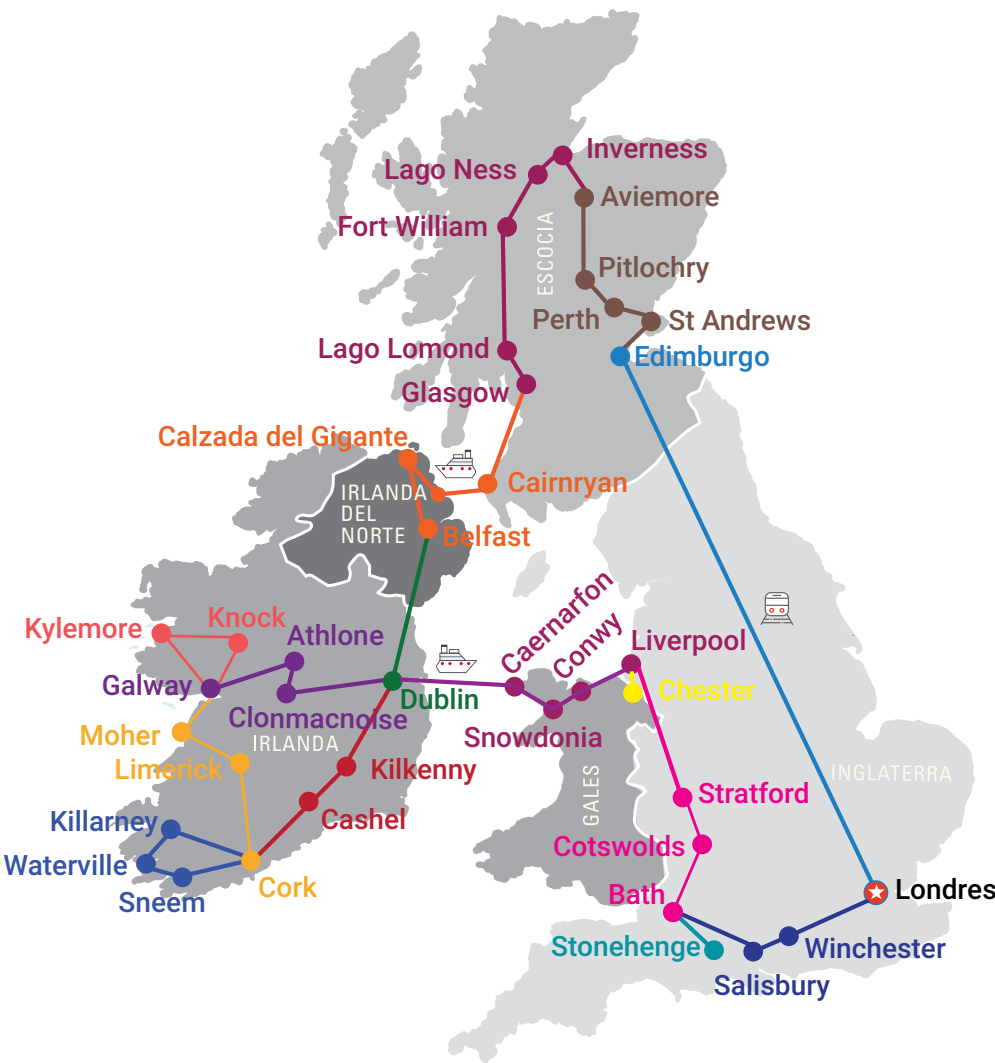 Inverness
Lago Ness
Aviemore
Fort William
ESCOCIA
Pitlochry
Perth
St Andrews
Lago Lomond
Edimburgo
Glasgow
Calzada del Gigante
Cairnryan
IRLANDA
DEL
NORTE
Belfast
Caernarfon
Conwy
Knock
Kylemore
Athlone
Liverpool
Galway
Chester
Dublin
Clonmacnoise
Moher
IRLANDA
Snowdonia
Limerick
Kilkenny
INGLATERRA
GALES
Stratford
Killarney
Cashel
Cotswolds
Waterville
Cork
Sneem
Bath
Londres
Stonehenge
Winchester
Salisbury